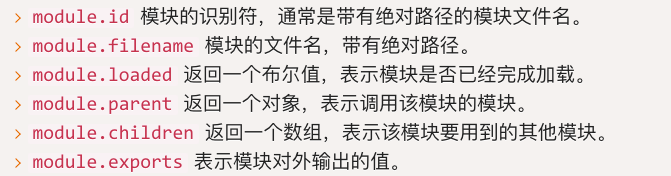 > module.id 模块的识别符，通常是带有绝对路径的模块文件名。
> module.filename 模块的文件名，带有绝对路径。
> module.loaded 返回一个布尔值，表示模块是否已经完成加载。
> module.parent 返回一个对象，表示调用该模块的模块。
> module.children 返回一个数组，表示该模块要用到的其他模块。
> module.exports 表示模块对外输出的值。